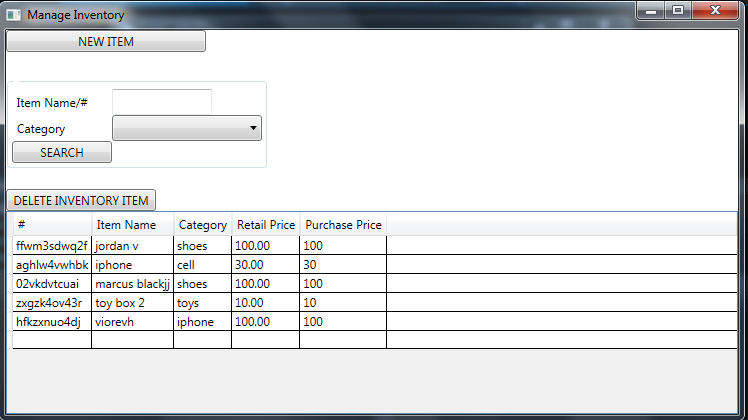 Manage Inventory
NEW ITEM
Item Name/#
Category
SEARCH
DELETE INVENTORY ITEM
# Item Name Category Retail Price Purchase Price
ffwm3sdwq2f jordan v shoes 100.00 100
aghlw4vwhbk iphone cell 30.00 30
02vkdvtcuai marcus blackjj shoes 100.00 100
zxgzk4ov43r toy box 2 toys 10.00 10
hfkzxnuo4dj viorevh iphone 100.00 100